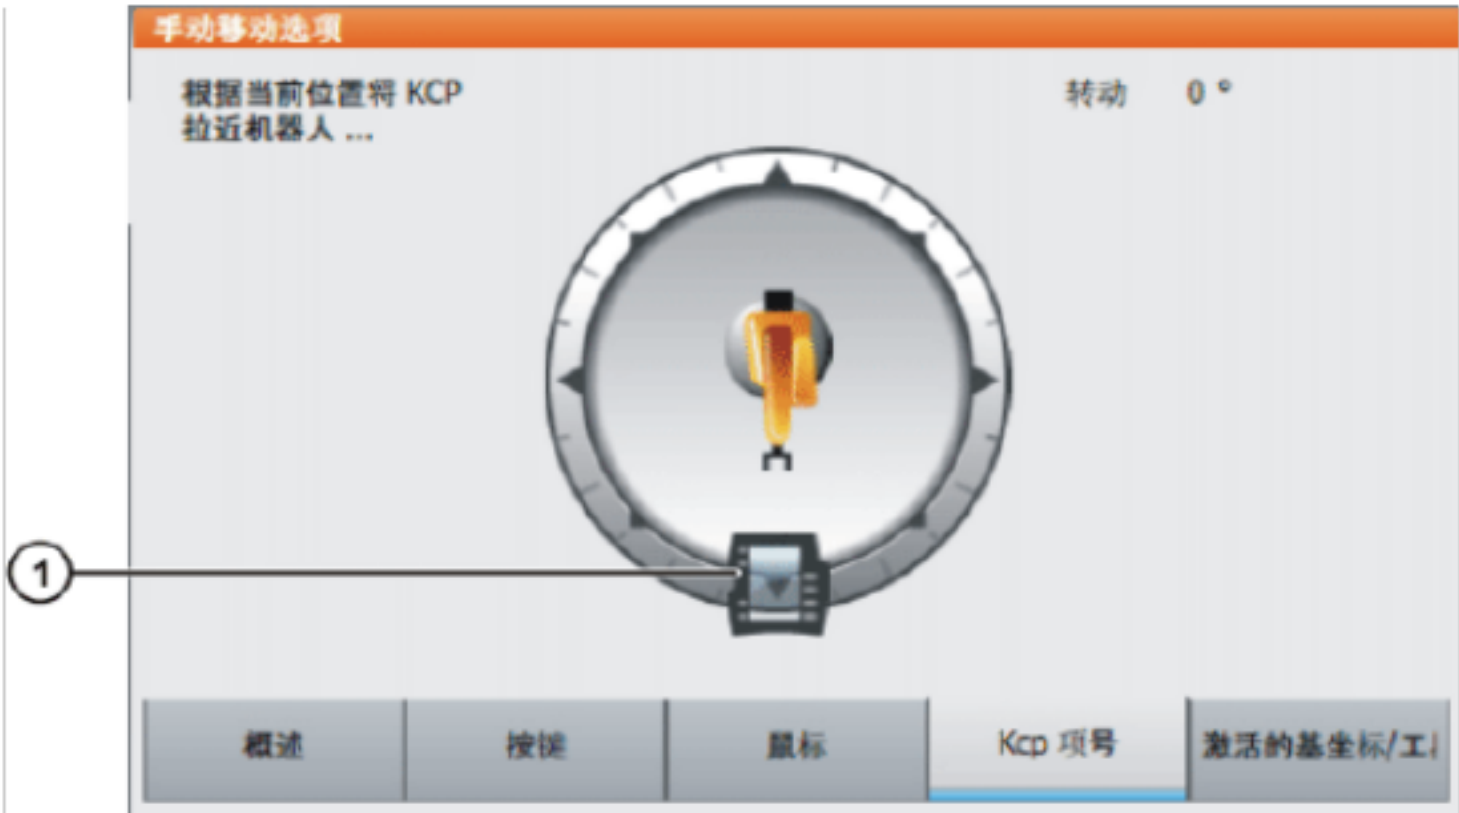 手动移动选项
根据当前位置将 KCP
拉近机器人 ...
转动 0 °
1
概述
按键
鼠标
Kcp 项号
激活的基坐标/工